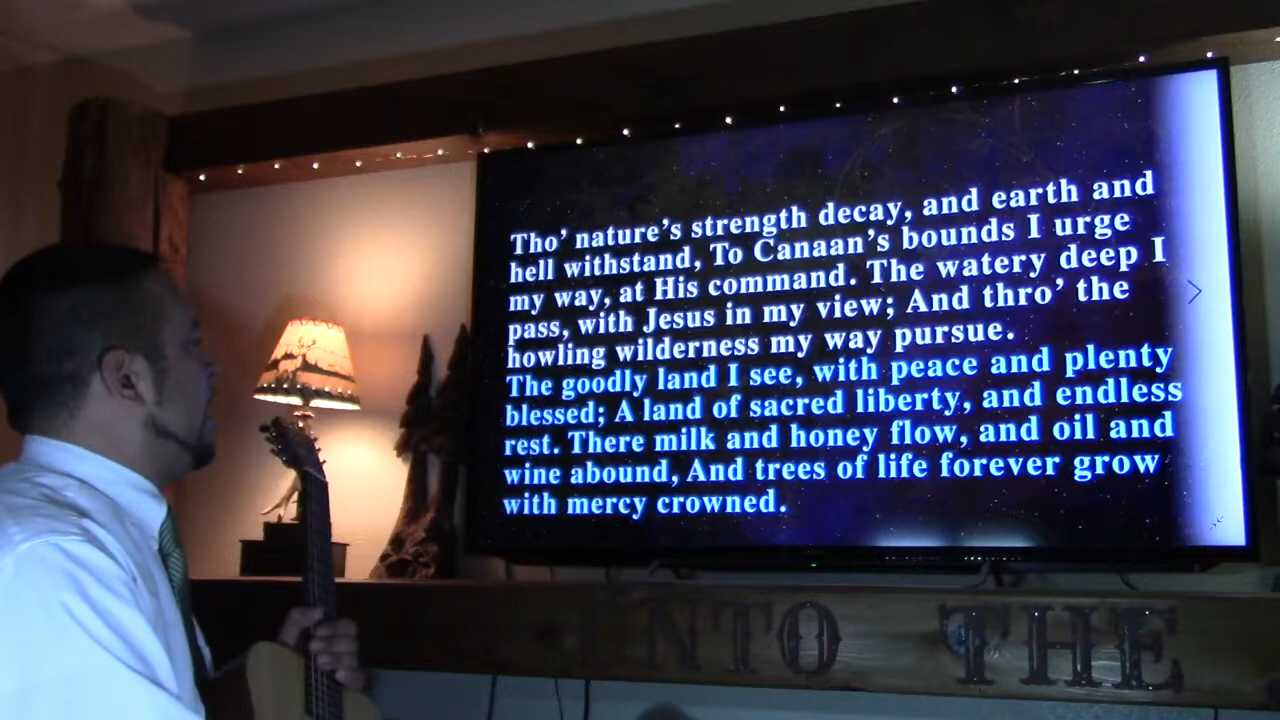 Tho' nature's strength decay, and earth and
hell withstand, To Canaan's bounds I urge
my way, at His command. The watery deep I
pass, with Jesus in my view; And thro' the
howling wilderness my way pursue.
The goodly land I see, with peace and plenty
blessed; A land of sacred liberty, and endless
rest. There milk and honey flow, and oil and
wine abound, And trees of life forever grow
with mercy crowned.
INTO THE